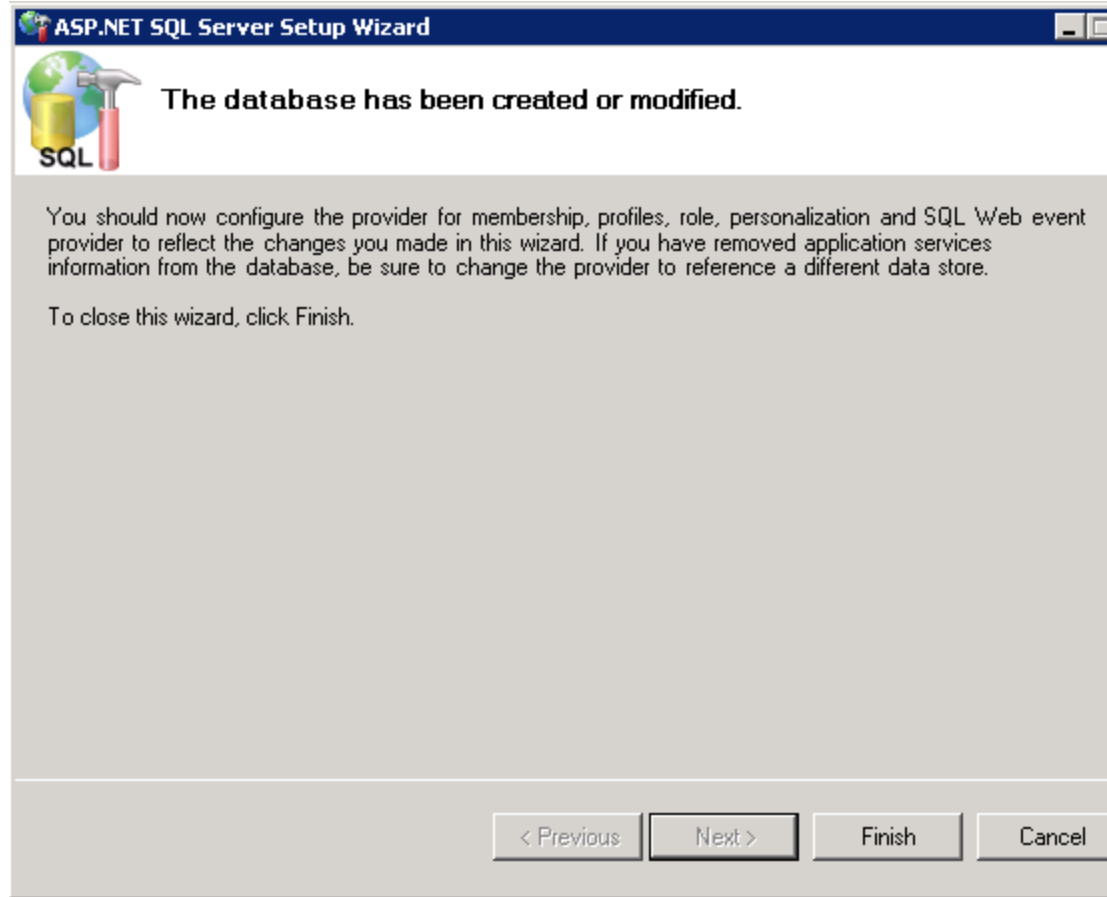 ASP.NET SQL Server Setup Wizard
The database has been created or modified.
SQL
You should now configure the provider for membership, profiles, role, personalization and SQL Web event
provider to reflect the changes you made in this wizard. If you have removed application services
information from the database, be sure to change the provider to reference a different data store.
To close this wizard, click Finish.
< Previous
Next >
Finish
Cancel